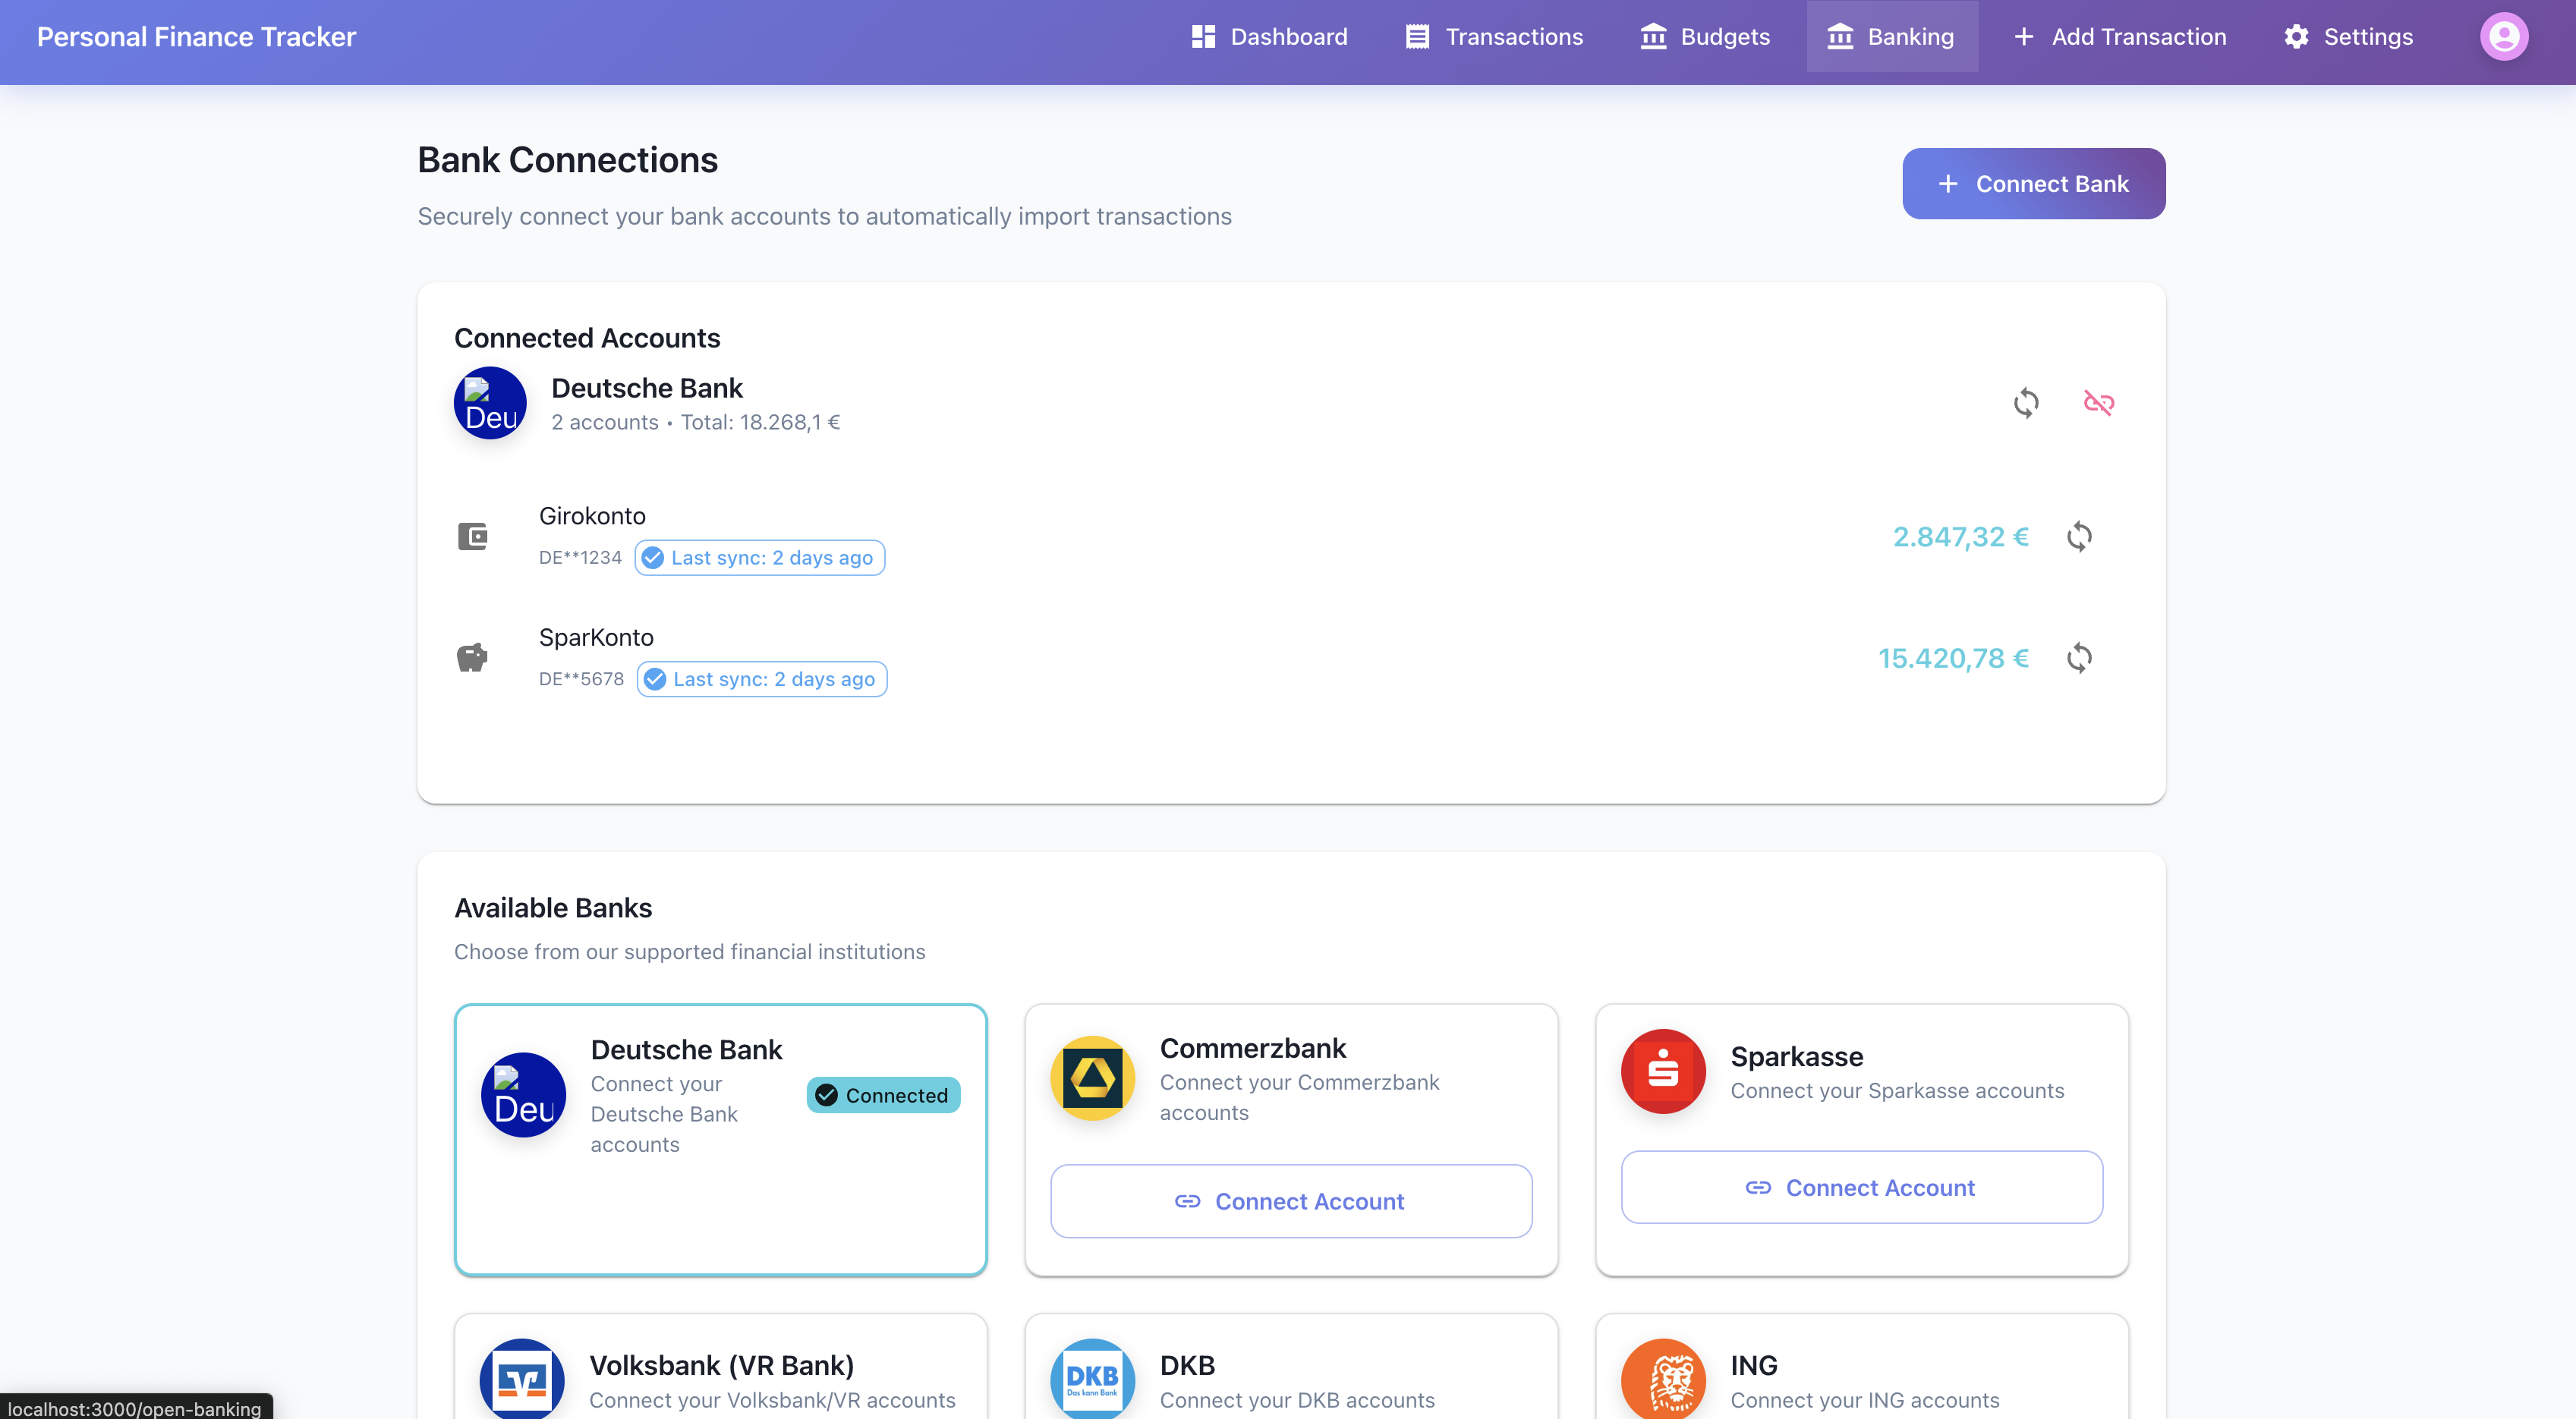 Personal Finance Tracker
Dashboard
Transactions
Budgets
Banking
Add Transaction
Settings
Bank Connections
Securely connect your bank accounts to automatically import transactions
Connect Bank
Connected Accounts
Deu
Deutsche Bank
2 accounts • Total: 18.268,1 €
Girokonto
DE**1234
Last sync: 2 days ago
2.847,32 €
SparKonto
DE**5678
Last sync: 2 days ago
15.420,78 €
Available Banks
Choose from our supported financial institutions
Deu
Deutsche Bank
Connect your
Deutsche Bank
accounts
Connected
Commerzbank
Connect your Commerzbank
accounts
Connect Account
Sparkasse
Connect your Sparkasse accounts
Connect Account
Volksbank (VR Bank)
Connect your Volksbank/VR accounts
DKB
Das kann Bank
DKB
Connect your DKB accounts
ING
Connect your ING accounts
localhost:3000/open-banking